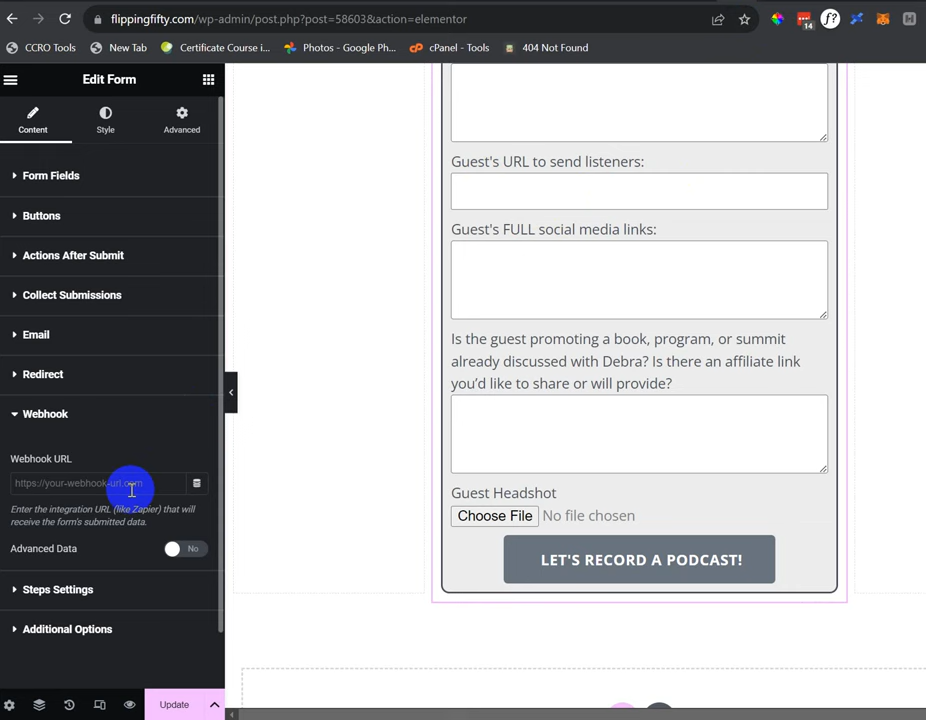 flippingfifty.com/wp-admin/post.php?post=58603&action=elementor
14
f?
H
CCRO Tools
New Tab
Certificate Course i...
Photos - Google Ph...
cPanel - Tools
404 Not Found
Edit Form
Content
Style
Advanced
Form Fields
Buttons
Actions After Submit
Collect Submissions
Email
Redirect
Webhook
Webhook URL
https://your-webhook-url.com
Enter the integration URL (like Zapier) that will
receive the form's submitted data.
Advanced Data
No
Steps Settings
Additional Options
Update
Guest's URL to send listeners:
Guest's FULL social media links:
Is the guest promoting a book, program, or summit
already discussed with Debra? Is there an affiliate link
you'd like to share or will provide?
Guest Headshot
Choose File No file chosen
LET'S RECORD A PODCAST!